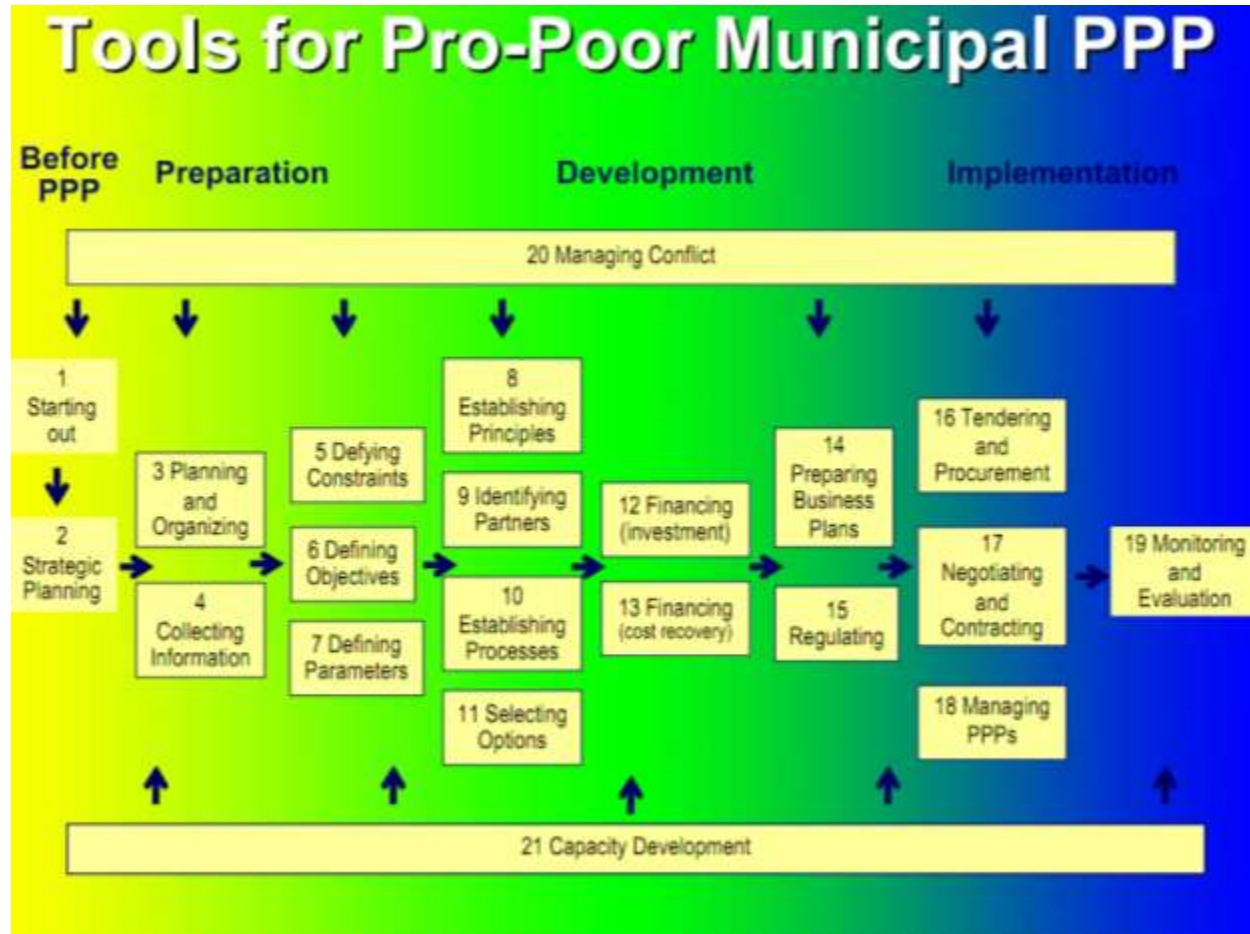 Tools for Pro-Poor Municipal PPP
Before
PPP
Preparation
Development
Implementation
20 Managing Conflict
1
Starting
out
2
Strategic
Planning
3 Planning
and
Organizing
4
Collecting
Information
5 Defying
Constraints
6 Defining
Objectives
7 Defining
Parameters
8
Establishing
Principles
9 Identifying
Partners
10
Establishing
Processes
11 Selecting
Options
12 Financing
(investment)
13 Financing
(cost recovery)
14
Preparing
Business
Plans
15
Regulating
16 Tendering
and
Procurement
17
Negotiating
and
Contracting
18 Managing
PPPs
19 Monitoring
and
Evaluation
21 Capacity Development